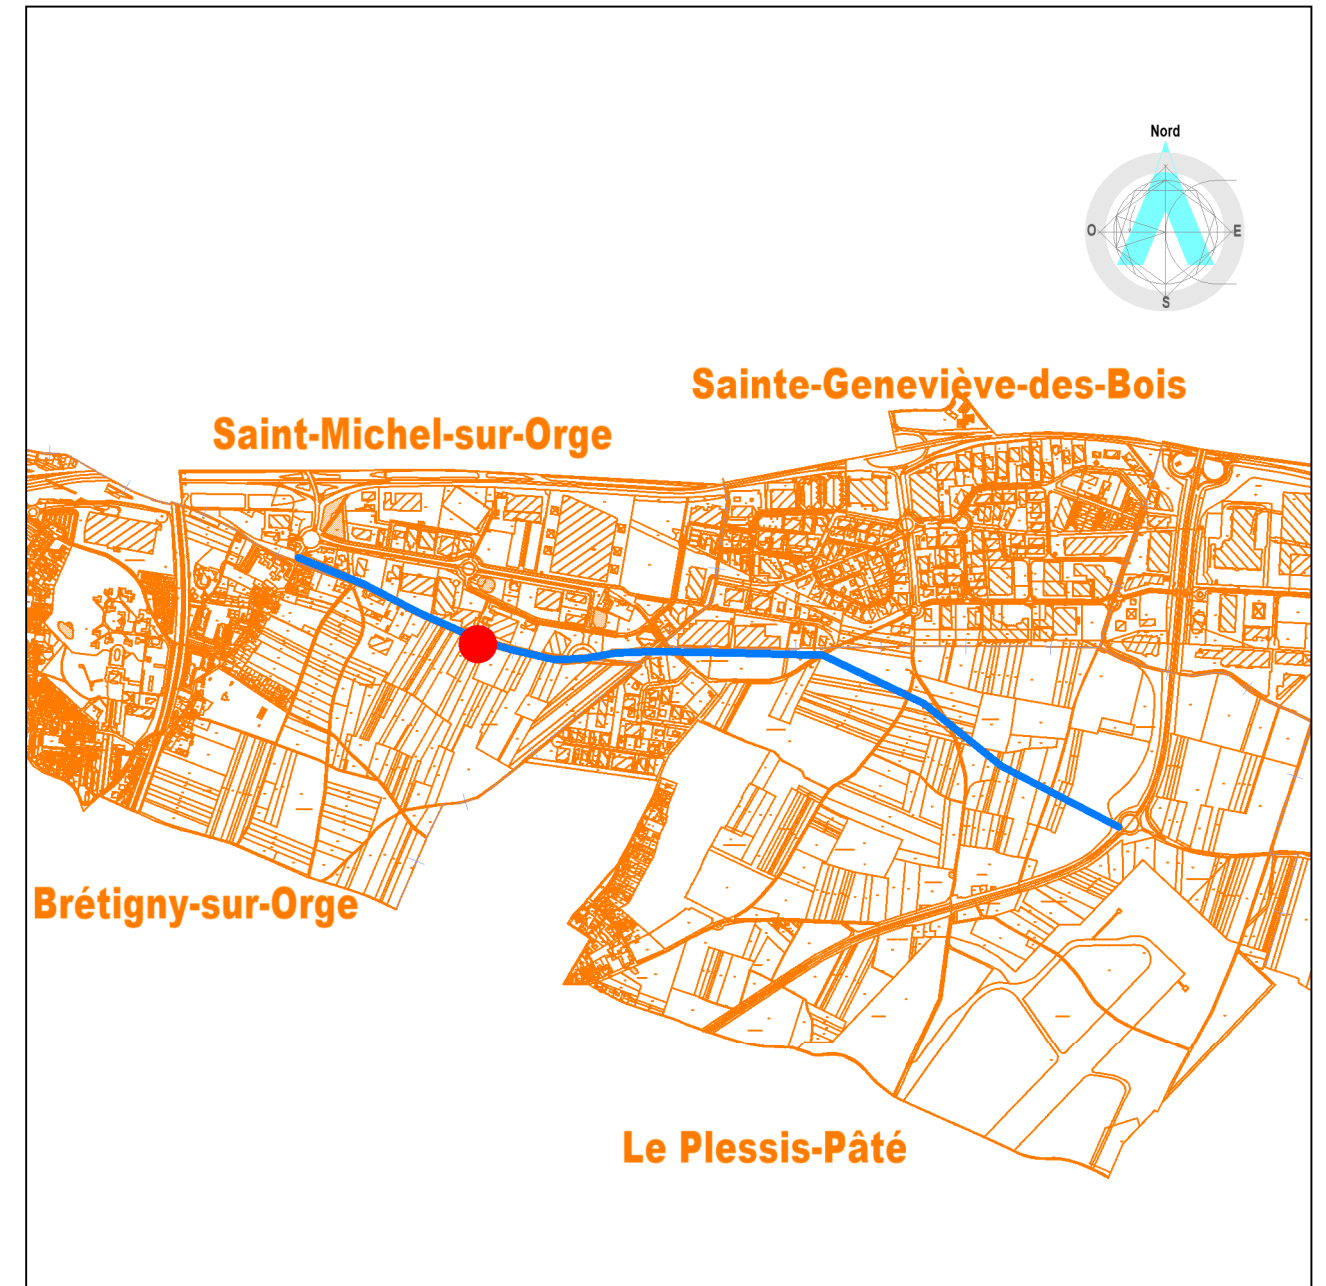 Nord
O
E
S
Sainte-Geneviève-des-Bois
Saint-Michel-sur-Orge
Brétigny-sur-Orge
Le Plessis-Pâté